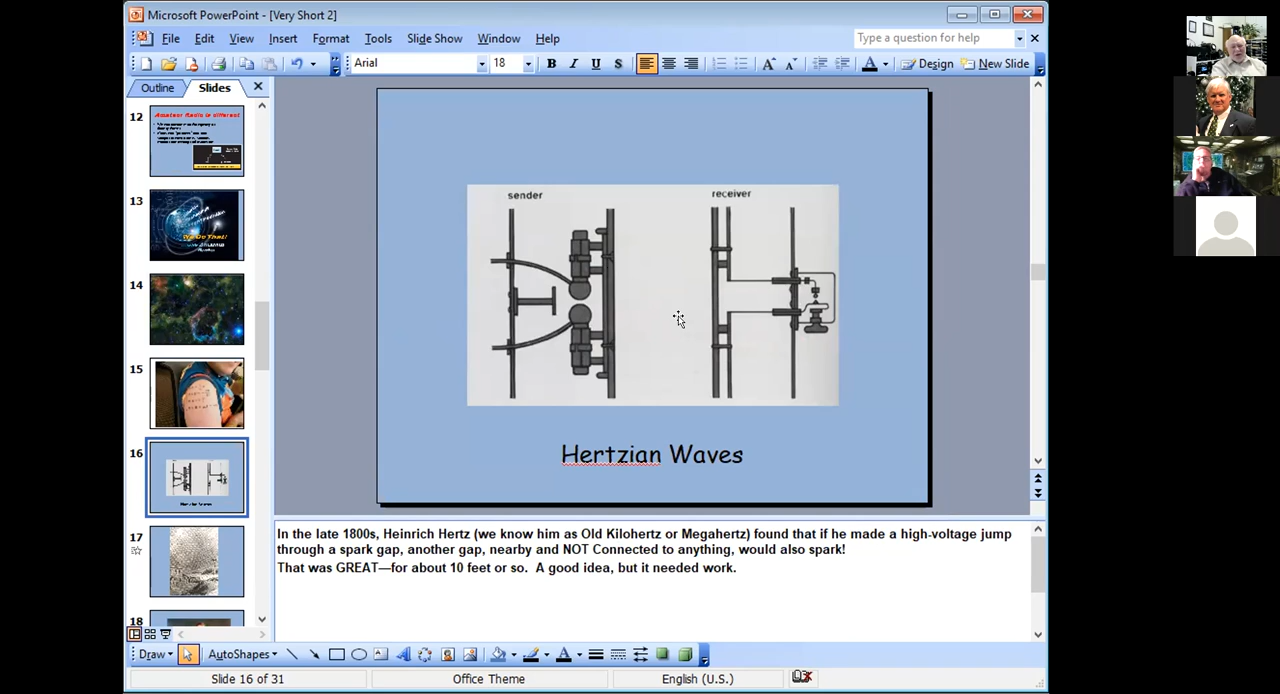 Microsoft PowerPoint - [Very Short 2]
File Edit View Insert Format Tools Slide Show Window Help
Type a question for help
Arial 18 B I U S A A A Design New Slide
Outline Slides
12
Amateur Radio is different
13
14
15
16
17
18
sender receiver
Hertzian Waves
In the late 1800s, Heinrich Hertz (we know him as Old Kilohertz or Megahertz) found that if he made a high-voltage jump
through a spark gap, another gap, nearby and NOT Connected to anything, would also spark!
That was GREAT—for about 10 feet or so. A good idea, but it needed work.
Draw AutoShapes A
Slide 16 of 31 Office Theme English (U.S.)